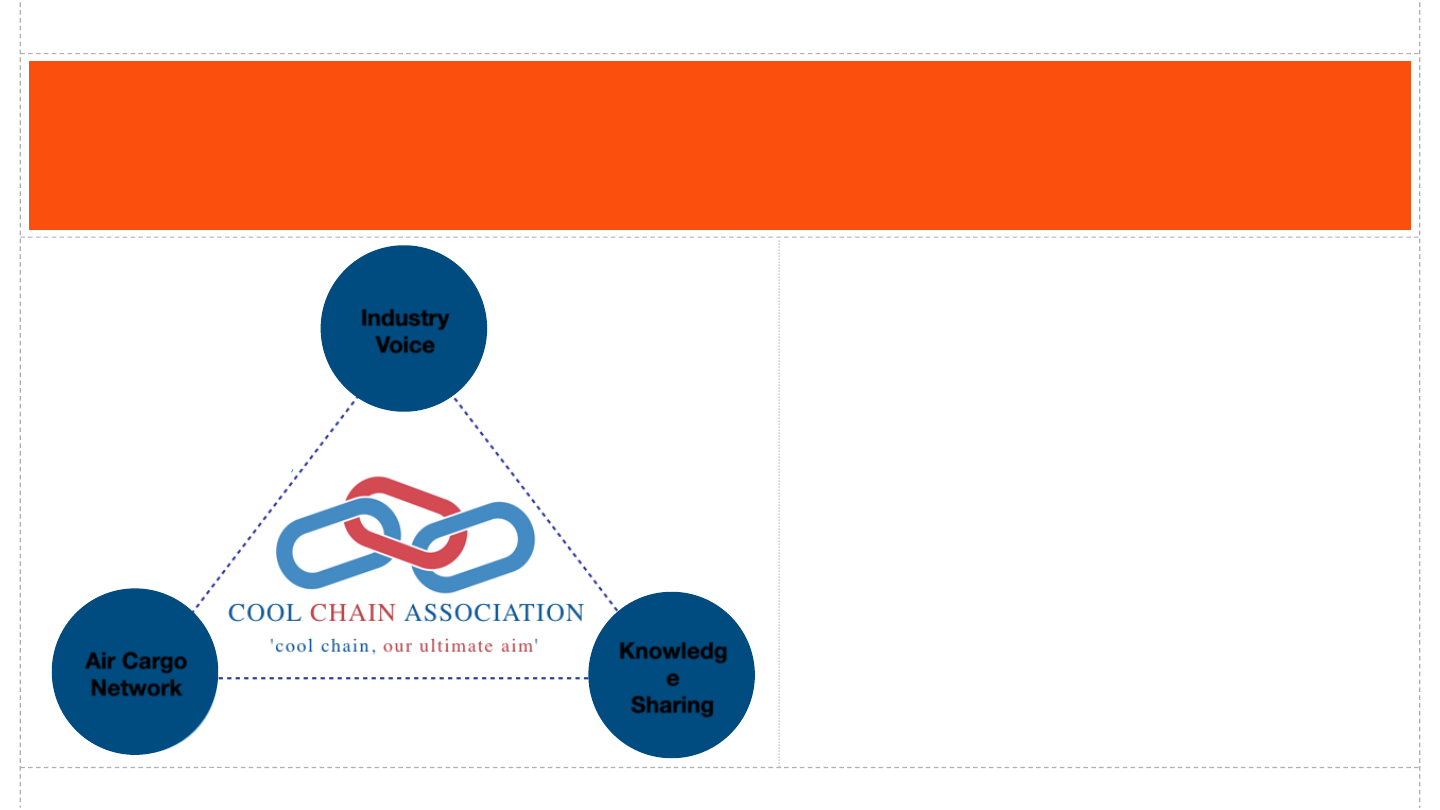 Industry
Voice
COOL CHAIN ASSOCIATION
'cool chain, our ultimate aim'
Air Cargo
Network
Knowledg
e
Sharing